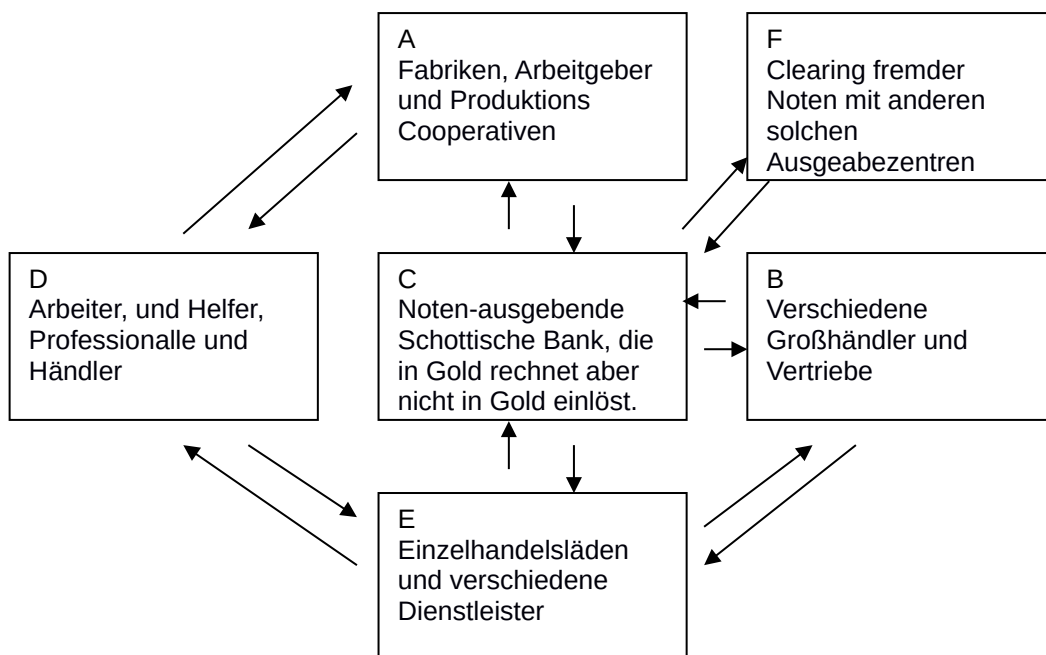 A
Fabriken, Arbeitgeber
und Produktions
Cooperativen
F
Clearing fremder
Noten mit anderen
solchen
Ausgeabezentren
D
Arbeiter, und Helfer,
Professionalle und
Händler
C
Noten-ausgebende
Schottische Bank, die
in Gold rechnet aber
nicht in Gold einlöst.
B
Verschiedene
Großhändler und
Vertriebe
E
Einzelhandelsläden
und verschiedene
Dienstleister